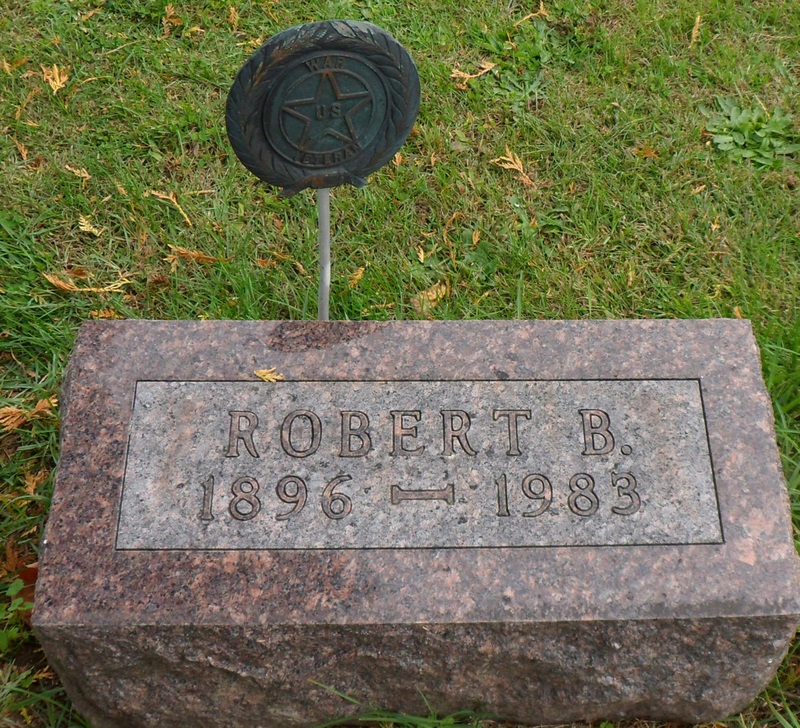 WAR
US
VETERAN
ROBERT B.
1896 — 1983